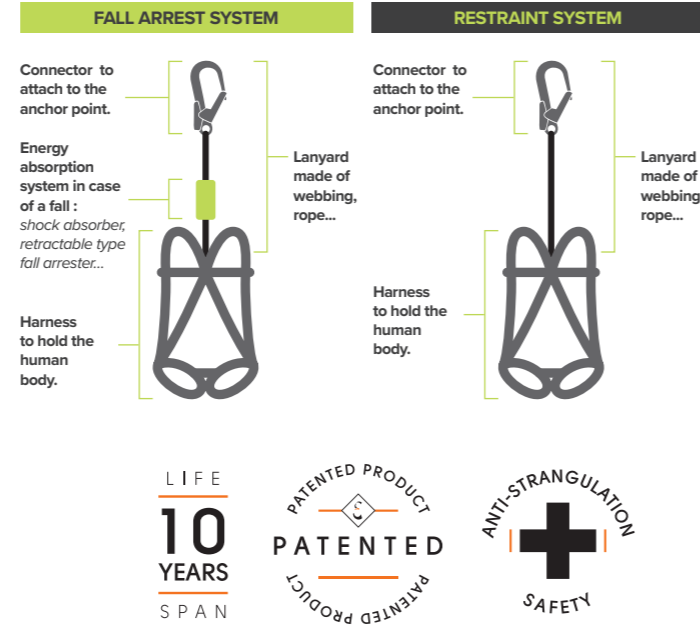 FALL ARREST SYSTEM
Connector to
attach to the
anchor point.
Energy
absorption
system in case
of a fall :
shock absorber,
retractable type
fall arrester...
Harness
to hold the
human
body.
Lanyard
made of
webbing,
rope...
RESTRAINT SYSTEM
Connector to
attach to the
anchor point.
Harness
to hold the
human
body.
Lanyard
made of
webbing,
rope...
LIFE
10
YEARS
SPAN
PATENTED PRODUCT
PATENTED
PATENTED PRODUCT
ANTI-STRANGULATION
SAFETY